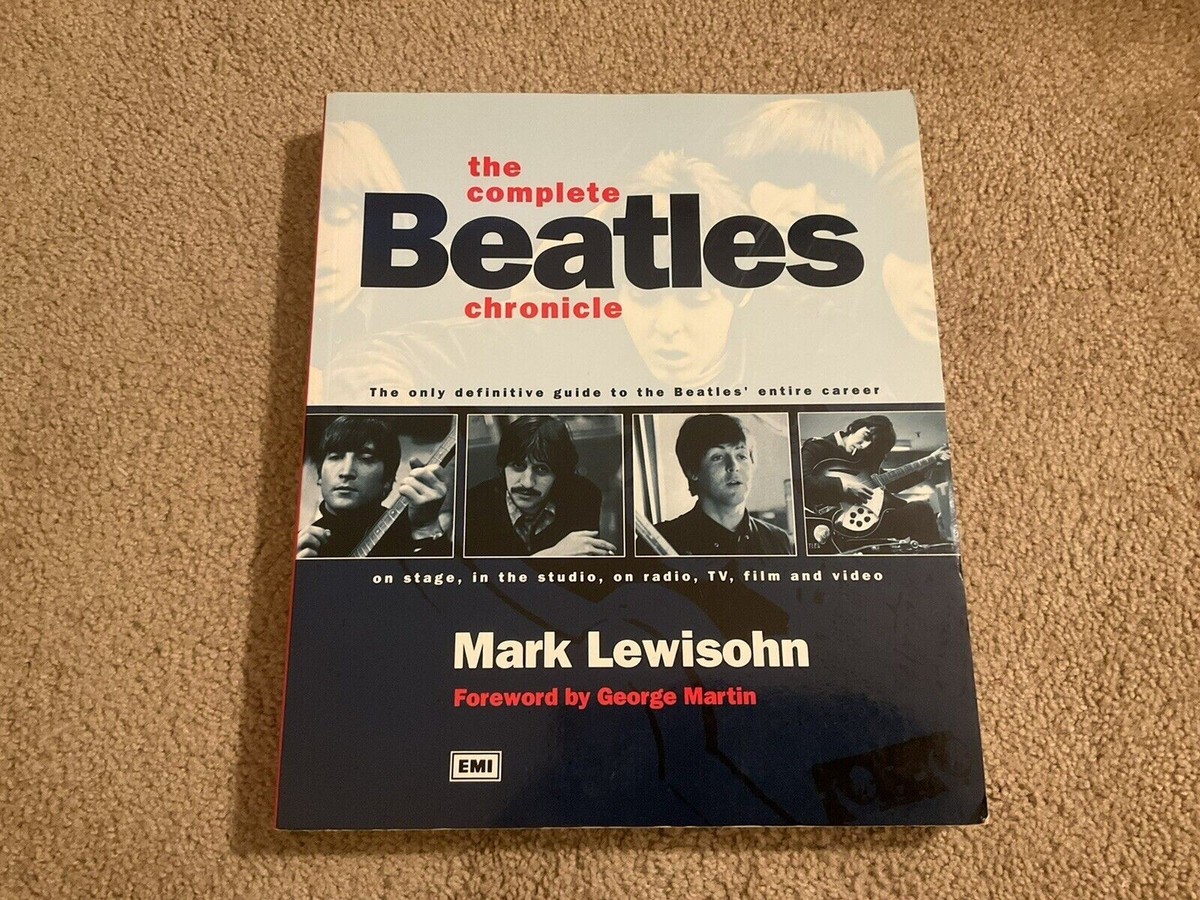 the
complete
Beatles
chronicle
The only definitive guide to the Beatles' entire career
on stage, in the studio, on radio, TV, film and video
Mark Lewisohn
Foreword by George Martin
EMI